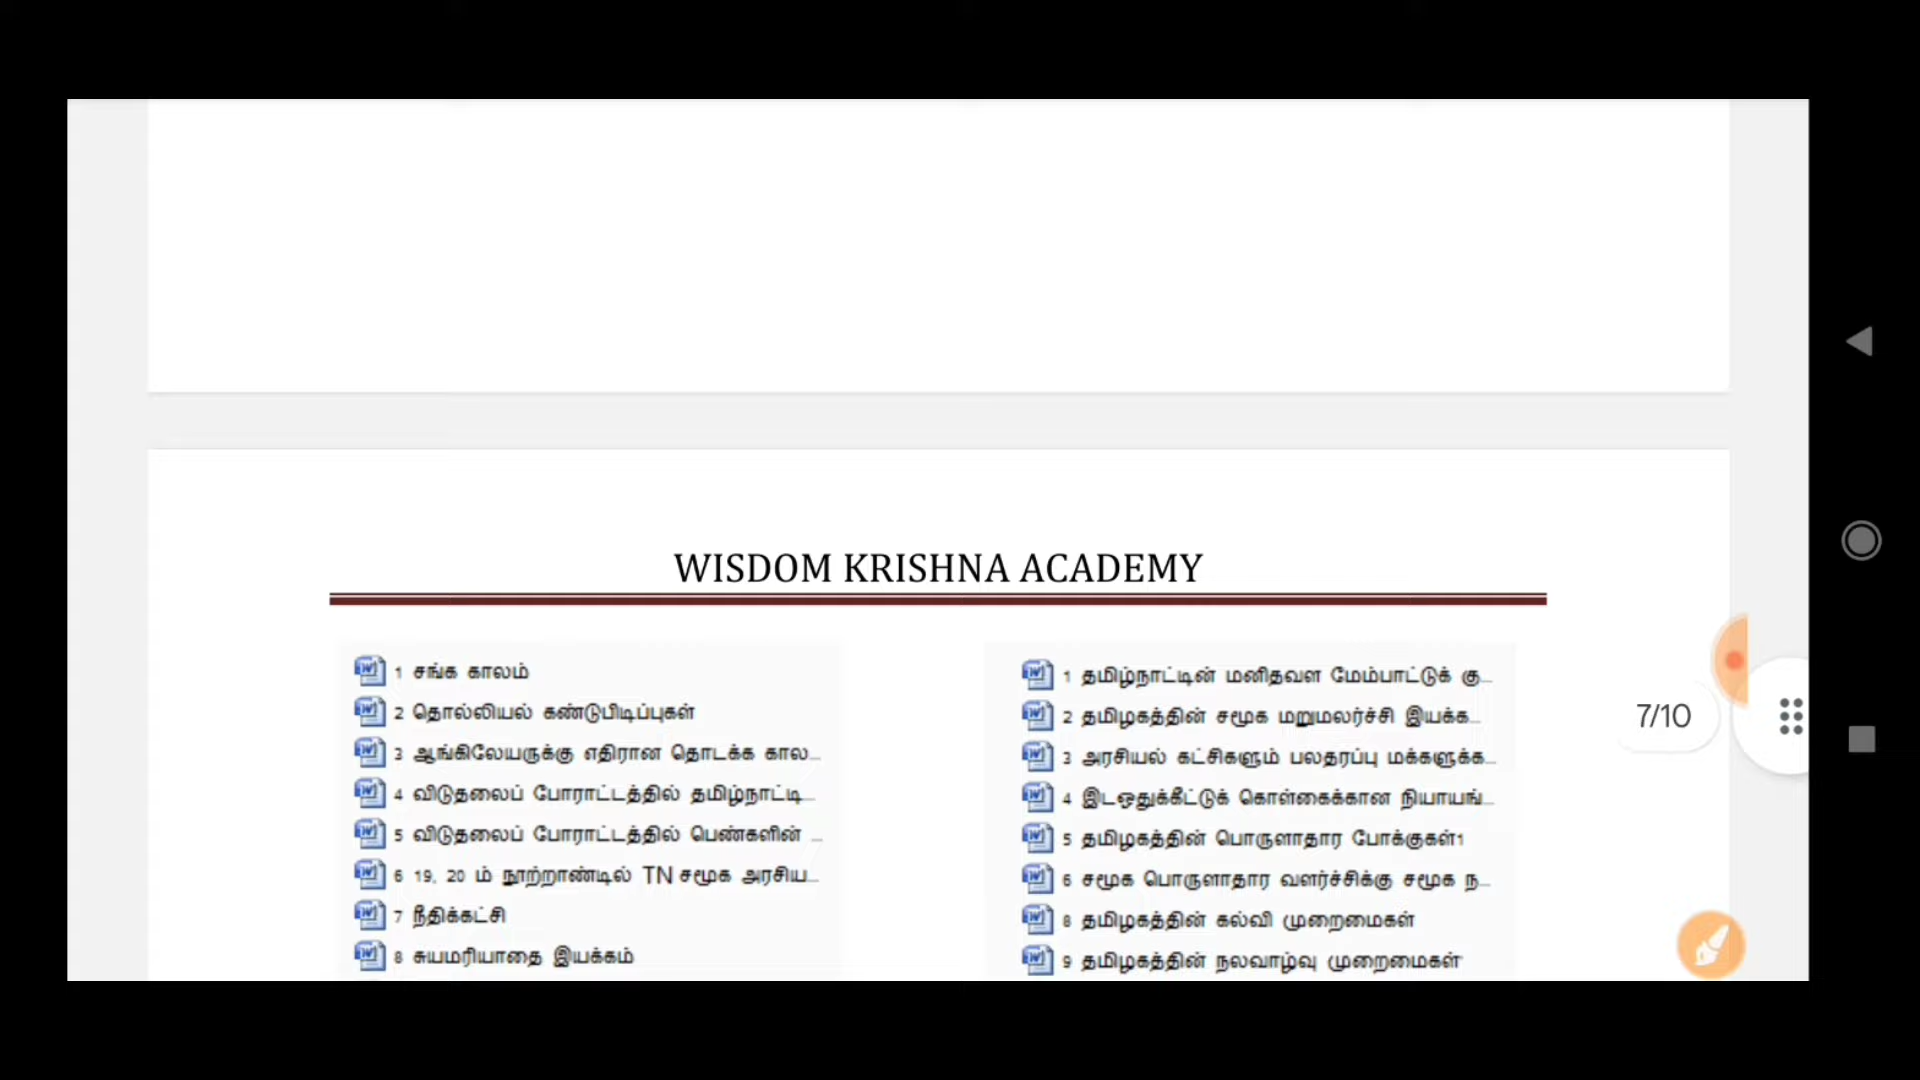 WISDOM KRISHNA ACADEMY
1 சங்க காலம்
2 தொல்லியல் கண்டுபிடிப்புகள்
3 ஆங்கிலேயருக்கு எதிரான தொடக்க கால...
4 விடுதலைப் போராட்டத்தில் தமிழ்நாட்டி...
5 விடுதலைப் போராட்டத்தில் பெண்களின் ...
6 19, 20 ம் நூற்றாண்டில் TN சமூக அரசிய...
7 நீதிக்கட்சி
8 சுயமரியாதை இயக்கம்
1 தமிழ்நாட்டின் மனிதவள மேம்பாட்டுக் கு...
2 தமிழகத்தின் சமூக மறுமலர்ச்சி இயக்க...
3 அரசியல் கட்சிகளும் பலதரப்பு மக்களுக்க...
4 இடஒதுக்கீட்டுக் கொள்கைக்கான நியாயங்...
5 தமிழகத்தின் பொருளாதார போக்குகள்1
6 சமூக பொருளாதார வளர்ச்சிக்கு சமூக ந...
8 தமிழகத்தின் கல்வி முறைமைகள்
9 தமிழகத்தின் நலவாழ்வு முறைமைகள்
7/10